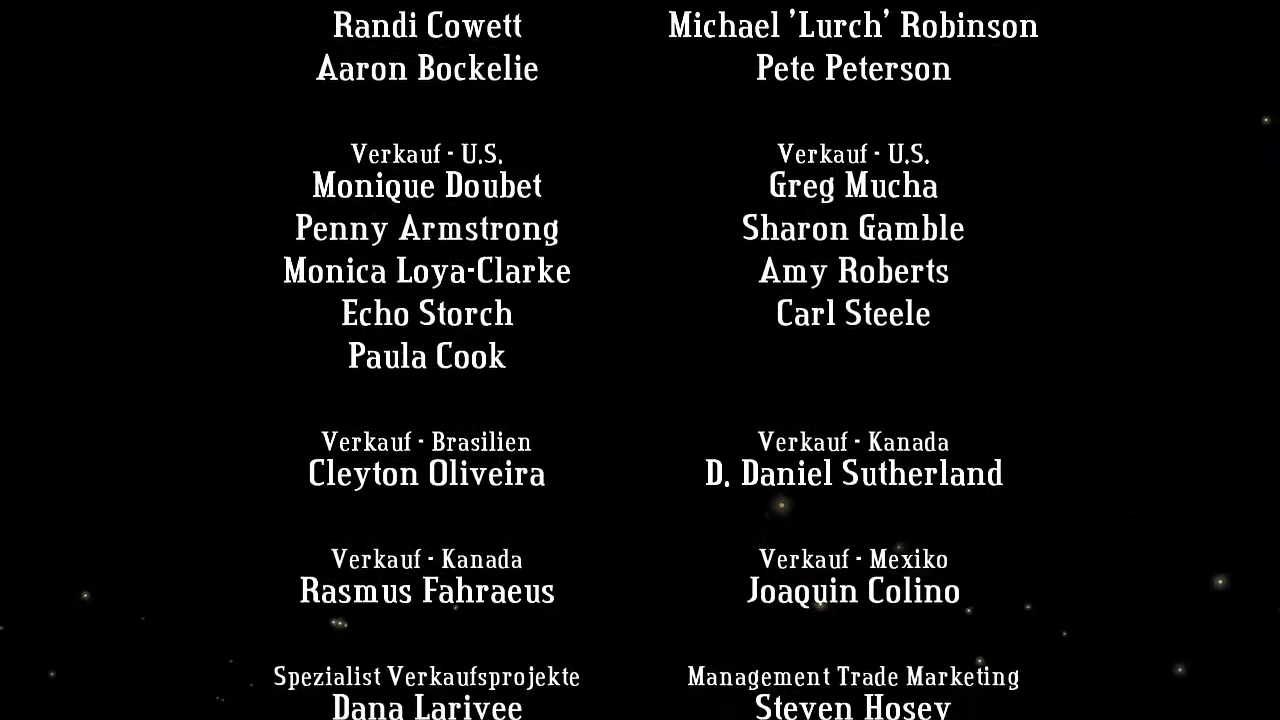 Randi Cowett
Michael 'Lurch' Robinson
Aaron Bockelie
Pete Peterson
Verkauf - U.S.
Verkauf - U.S.
Monique Doubet
Greg Mucha
Penny Armstrong
Sharon Gamble
Monica Loya-Clarke
Amy Roberts
Echo Storch
Carl Steele
Paula Cook
Verkauf - Brasilien
Verkauf - Kanada
Cleyton Oliveira
D. Daniel Sutherland
Verkauf - Kanada
Verkauf - Mexiko
Rasmus Fahraeus
Joaquin Colino
Spezialist Verkaufsprojekte
Management Trade Marketing
Dana Larivee
Steven Hosey